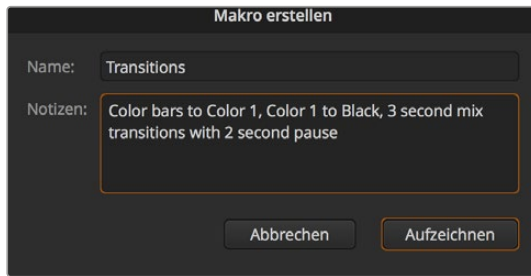 Makro erstellen
Name: Transitions
Notizen: Color bars to Color 1, Color 1 to Black, 3 second mix
transitions with 2 second pause
Abbrechen Aufzeichnen